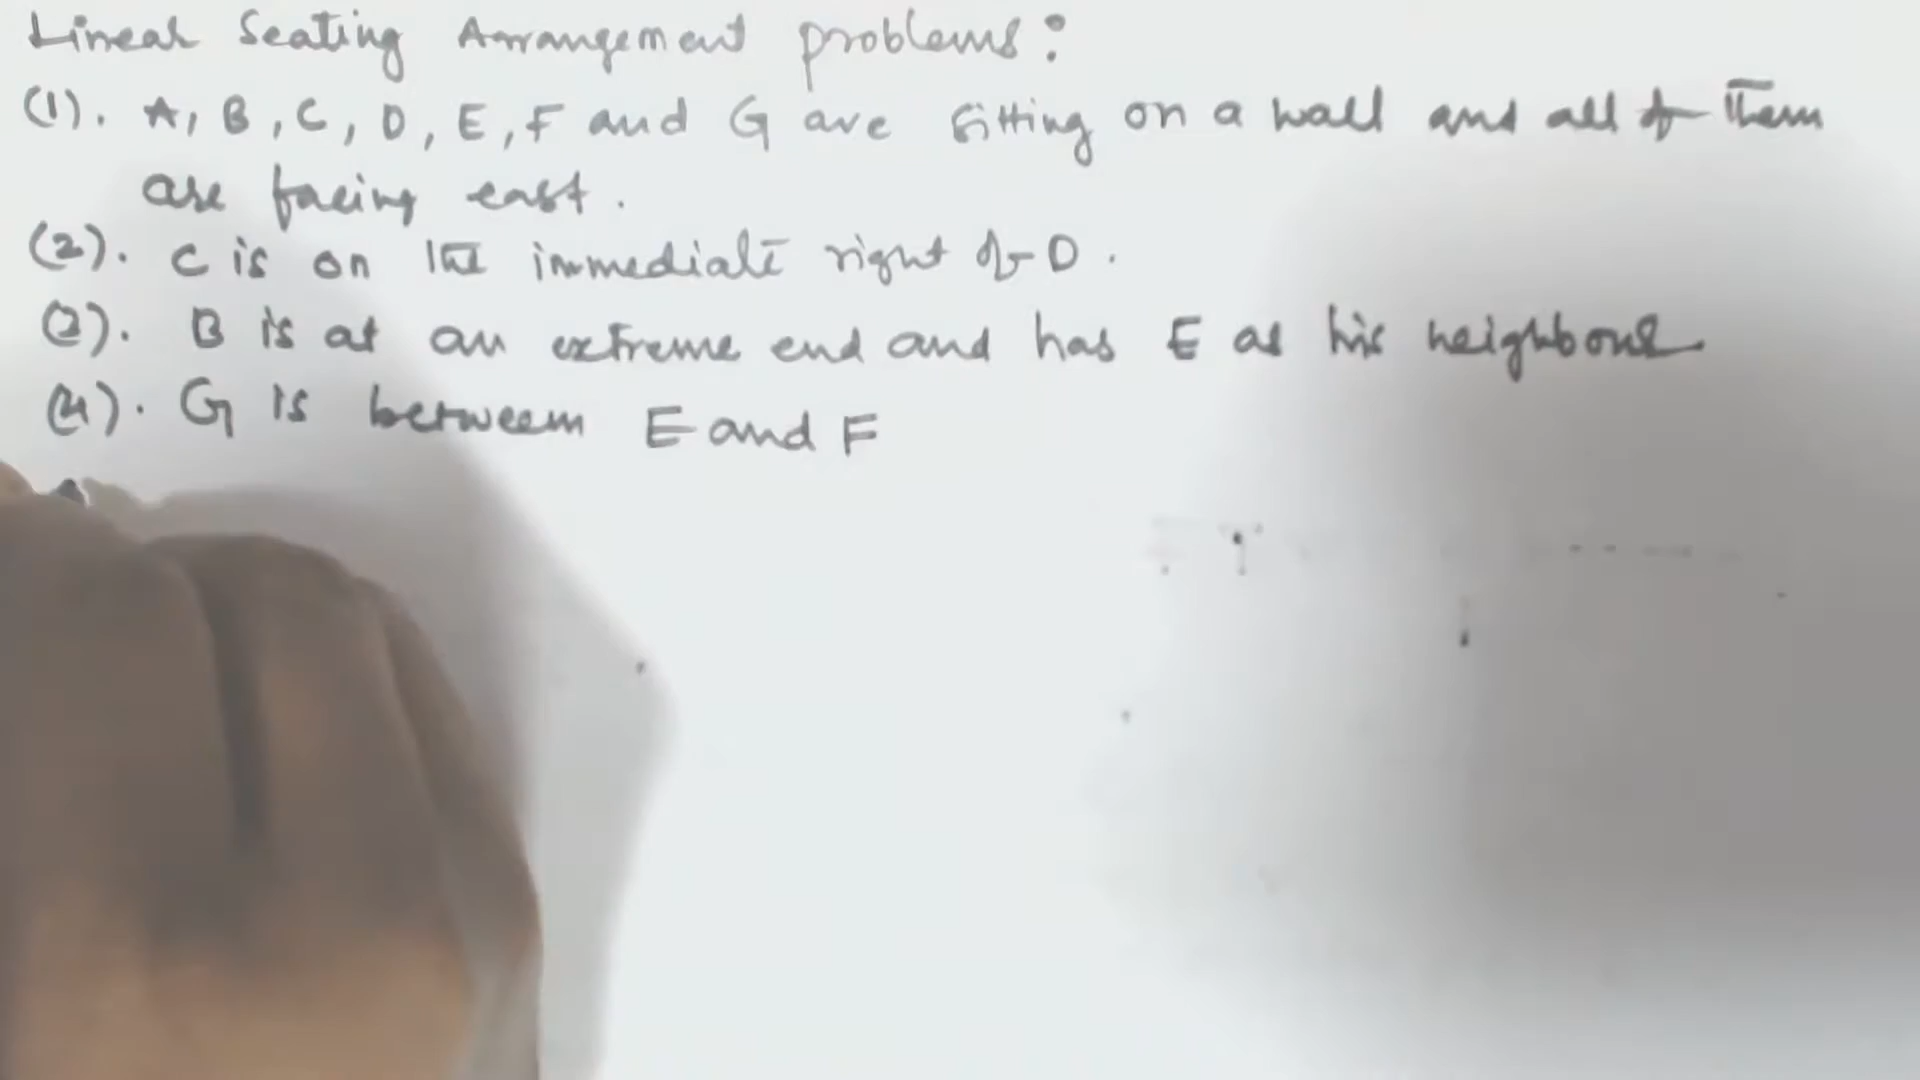 Linear Seating Arrangement problems:
(1). A, B, C, D, E, F and G are sitting on a wall and all of them
are facing east.
(2). C is on the immediate right of D.
(3). B is at an extreme end and has E as his neighbour
(4). G is between E and F